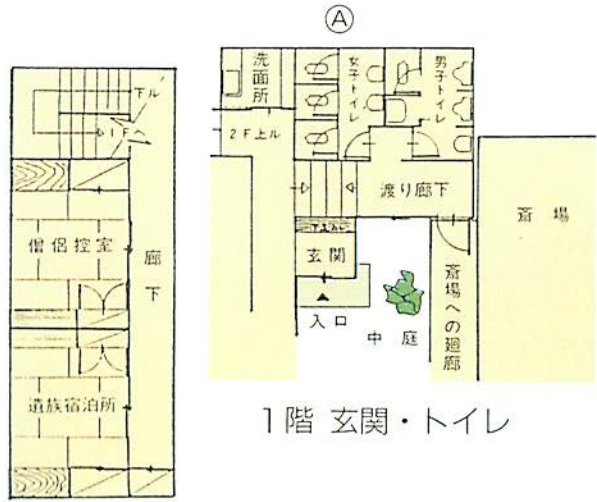 Ⓐ
下ル
1Fへ
僧侶控室
廊下
遺族宿泊所
洗面所
女子トイレ
男子トイレ
2F上ル
渡り廊下
玄関
入口
中庭
斎場への廻廊
斎場
1階 玄関・トイレ